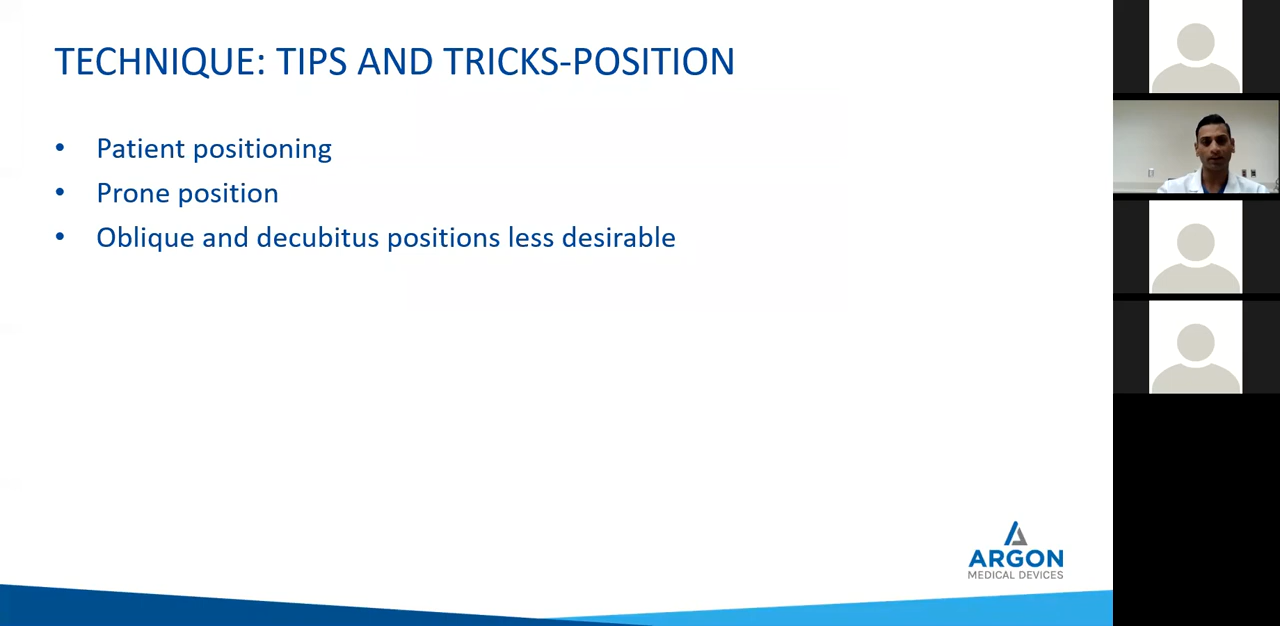 TECHNIQUE: TIPS AND TRICKS-POSITION
• Patient positioning
• Prone position
• Oblique and decubitus positions less desirable
ARGON
MEDICAL DEVICES